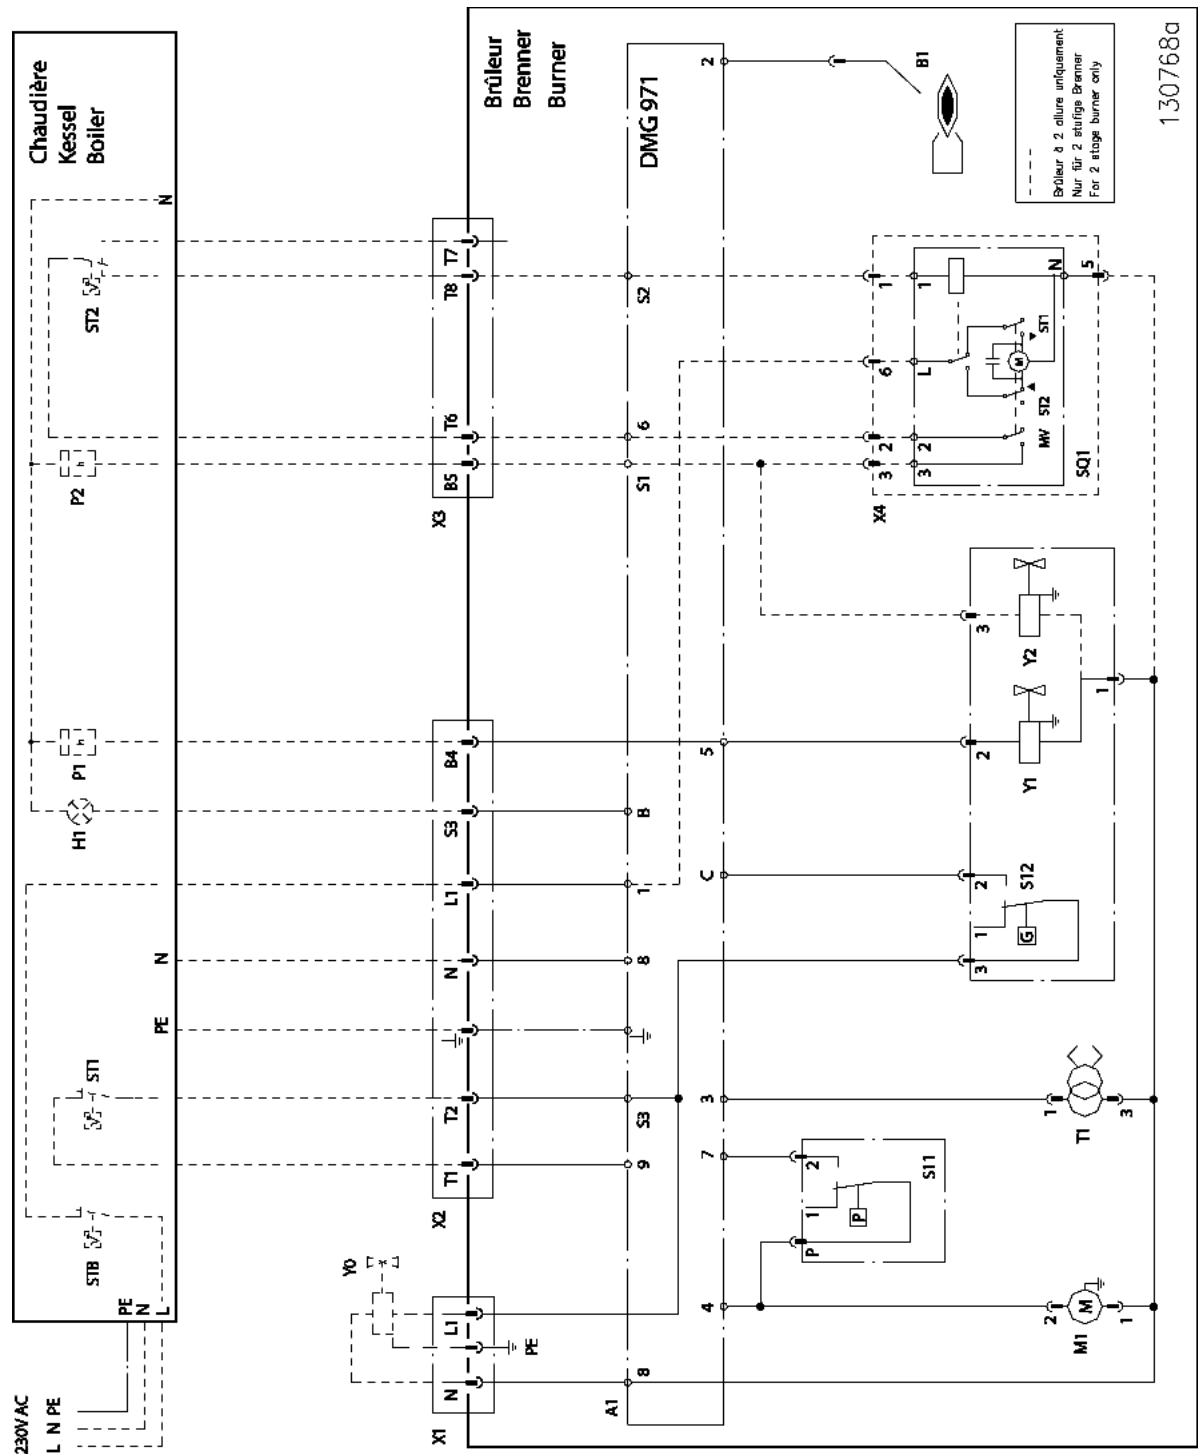 230V AC
L N PE
PE
N
L
Chaudière
Kessel
Boiler
STB
ST1
PE
N
H1
P1
P2
ST2
N
Y0
X1
N
PE
L1
X2
T1
T2
N
L1
S3
B4
X3
B5
T6
T8
T7
Brûleur
Brenner
Burner
A1
DMG 971
8
9
S3
8
1
B
S1
6
S2
4
7
3
C
5
2
B1
M1
M
2
1
S11
P
P
1
2
T1
1
3
S12
G
3
1
2
Y1
2
Y2
3
1
X4
3
2
6
1
5
SQ1
3
2
L
1
N
MV
ST2
M
ST1
Brûleur à 2 allure uniquement
Nur für 2 stufige Brenner
For 2 stage burner only
130768a